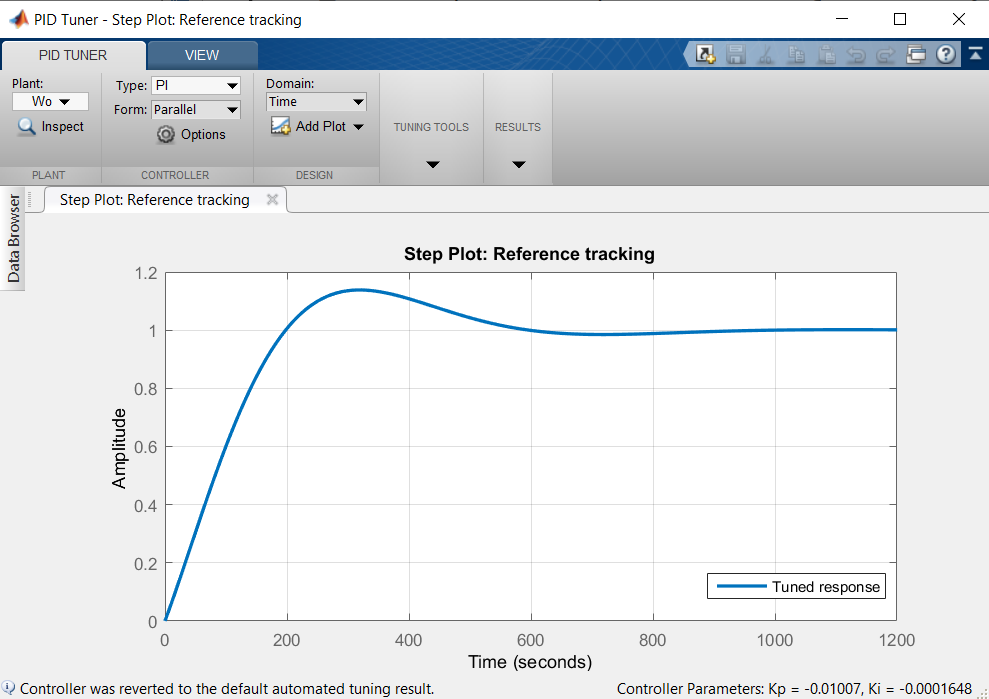 PID Tuner - Step Plot: Reference tracking
PID TUNER
VIEW
Plant:
Wo
Inspect
PLANT
Type: PI
Form: Parallel
Options
CONTROLLER
Domain:
Time
Add Plot
DESIGN
TUNING TOOLS
RESULTS
Data Browser
Step Plot: Reference tracking
Step Plot: Reference tracking
Amplitude
1.2
1
0.8
0.6
0.4
0.2
0
Tuned response
0 200 400 600 800 1000 1200
Time (seconds)
Controller was reverted to the default automated tuning result.
Controller Parameters: Kp = -0.01007, Ki = -0.0001648